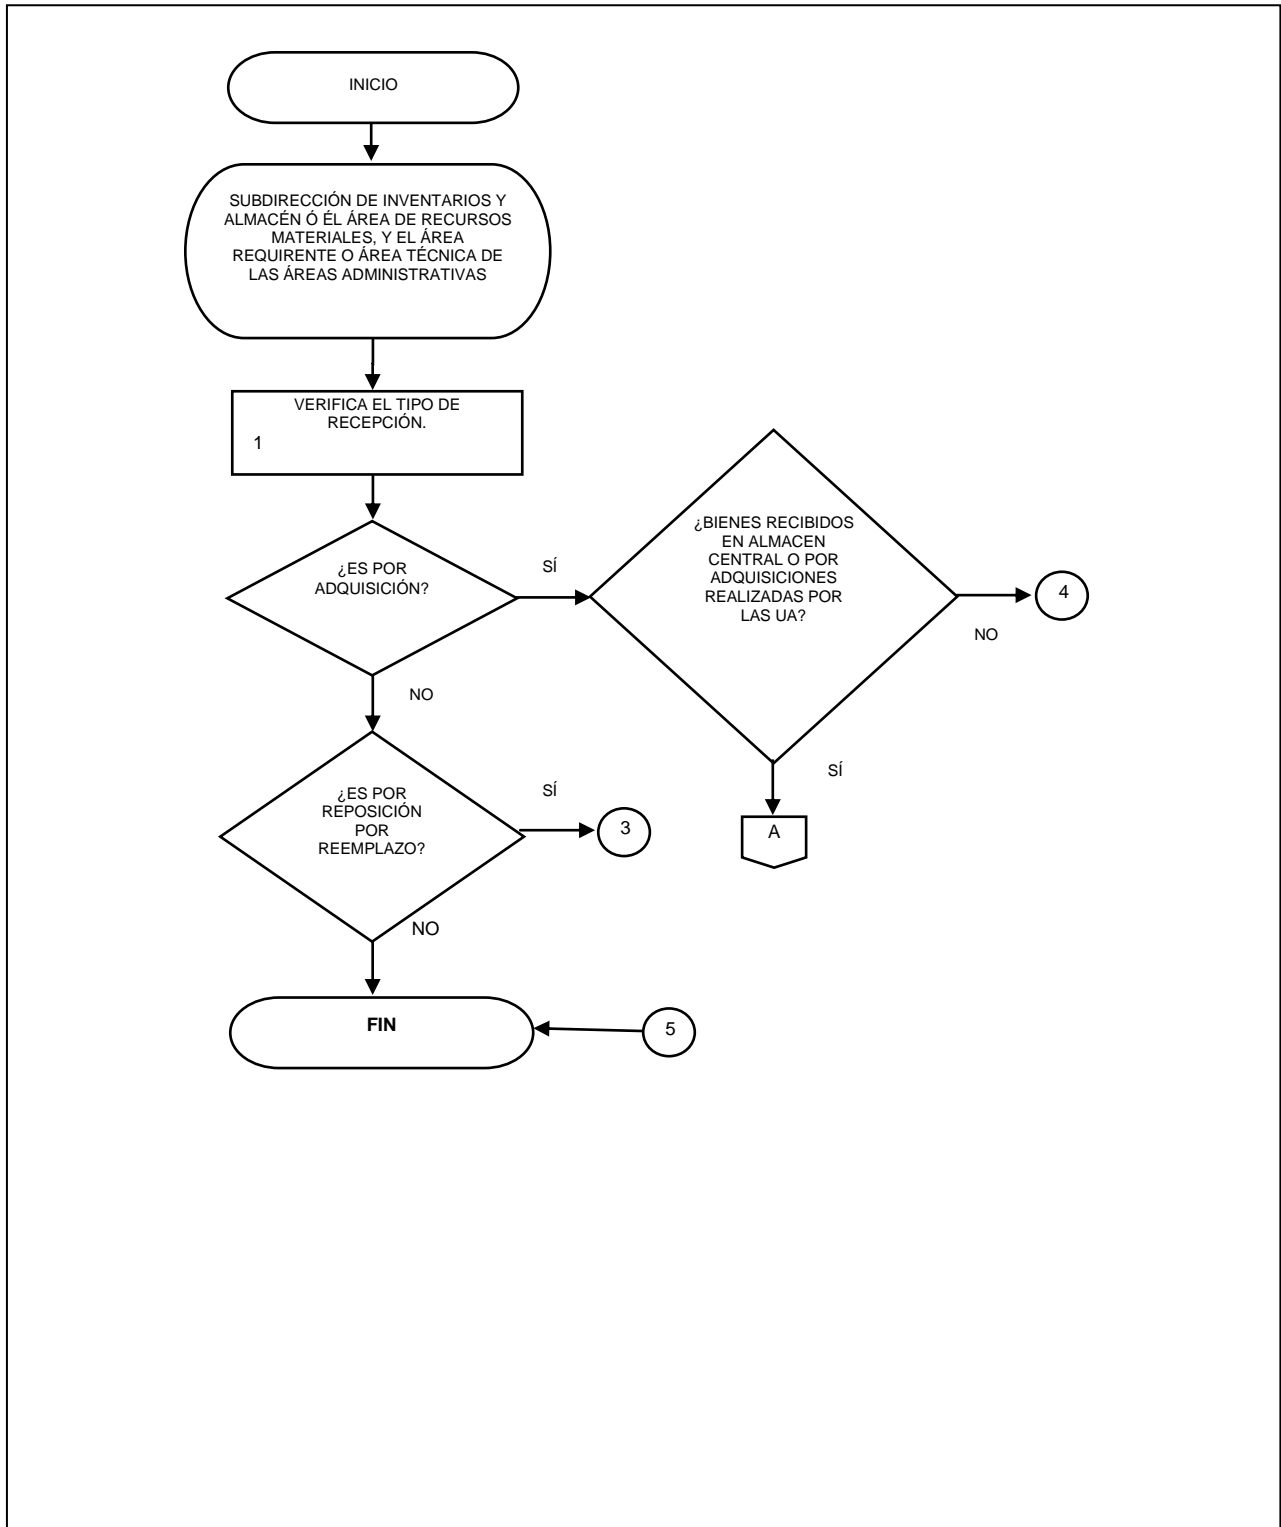 INICIO
SUBDIRECCIÓN DE INVENTARIOS Y
ALMACÉN Ó ÉL ÁREA DE RECURSOS
MATERIALES, Y EL ÁREA
REQUIRENTE O ÁREA TÉCNICA DE
LAS ÁREAS ADMINISTRATIVAS
VERIFICA EL TIPO DE
RECEPCIÓN.
1
¿ES POR
ADQUISICIÓN?
SÍ
¿BIENES RECIBIDOS
EN ALMACEN
CENTRAL O POR
ADQUISICIONES
REALIZADAS POR
LAS UA?
4
NO
NO
SÍ
¿ES POR
REPOSICIÓN
POR
REEMPLAZO?
SÍ
3
A
NO
FIN
5